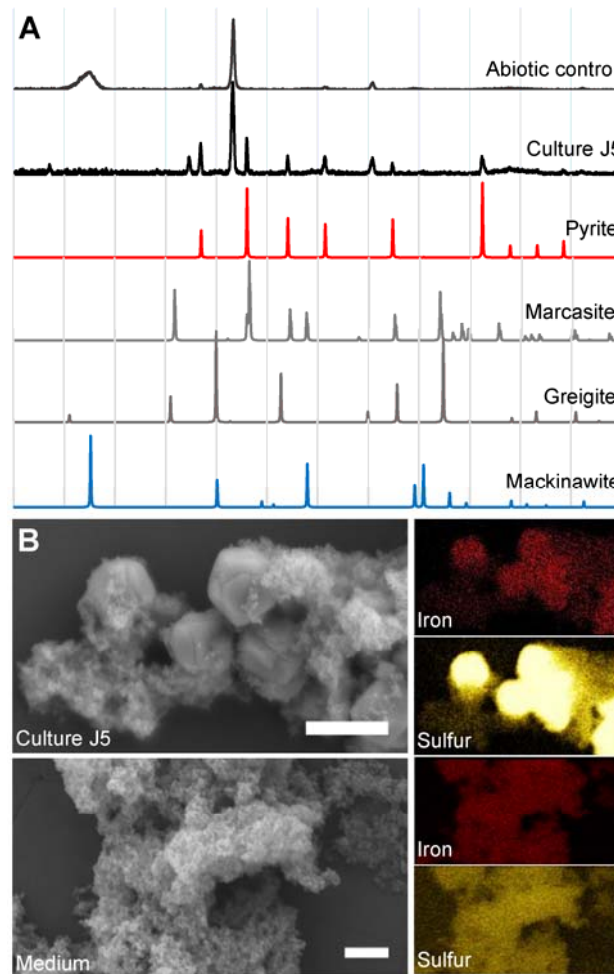 A
Abiotic contro
Culture J5
Pyrite
Marcasite
Greigite
Mackinawite
B
Culture J5
Iron
Sulfur
Medium
Iron
Sulfur